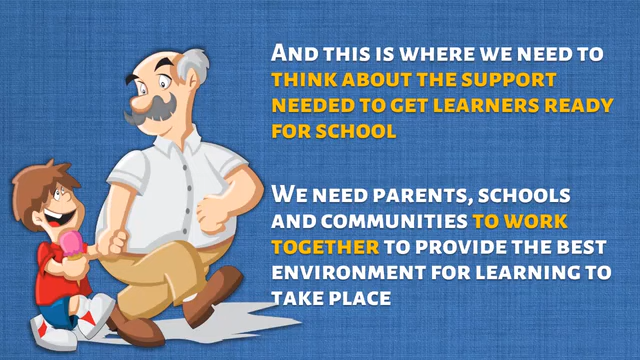 And this is where we need to
think about the support
needed to get learners ready
for school
We need parents, schools
and communities to work
together to provide the best
environment for learning to
take place